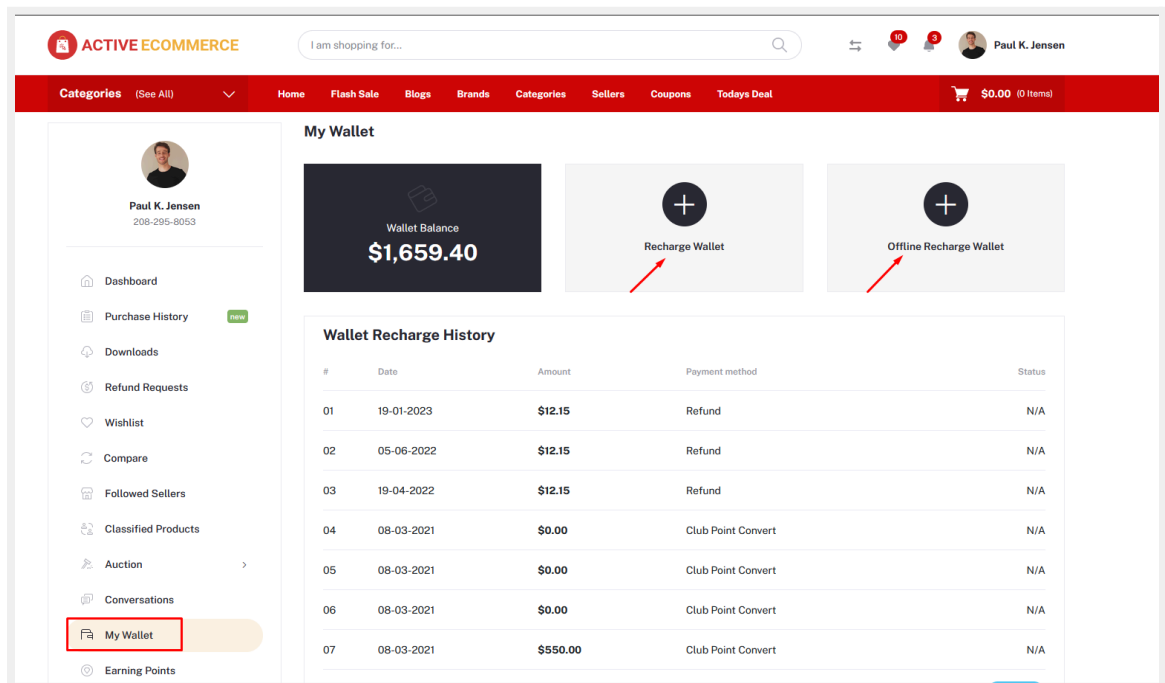 ACTIVE ECOMMERCE
I am shopping for...
10
3
Paul K. Jensen
Categories (See All)
Home Flash Sale Blogs Brands Categories Sellers Coupons Todays Deal
$0.00 (0 Items)
Paul K. Jensen
208-295-8053
Dashboard
Purchase History new
Downloads
Refund Requests
Wishlist
Compare
Followed Sellers
Classified Products
Auction
Conversations
My Wallet
Earning Points
My Wallet
Wallet Balance
$1,659.40
Recharge Wallet
Offline Recharge Wallet
Wallet Recharge History
# Date Amount Payment method Status
01 19-01-2023 $12.15 Refund N/A
02 05-06-2022 $12.15 Refund N/A
03 19-04-2022 $12.15 Refund N/A
04 08-03-2021 $0.00 Club Point Convert N/A
05 08-03-2021 $0.00 Club Point Convert N/A
06 08-03-2021 $0.00 Club Point Convert N/A
07 08-03-2021 $550.00 Club Point Convert N/A